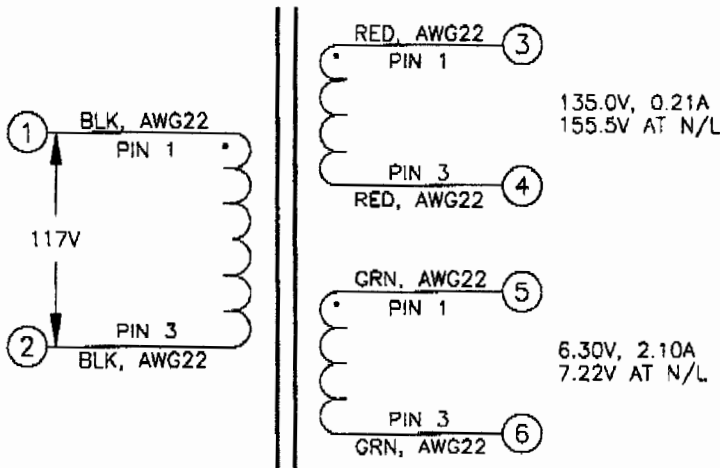 RED, AWG22
3
PIN 1
135.0V, 0.21A
155.5V AT N/L
BLK, AWG22
1
PIN 1
PIN 3
4
RED, AWG22
117V
GRN, AWG22
5
PIN 1
PIN 3
2
BLK, AWG22
6.30V, 2.10A
7.22V AT N/L
PIN 3
6
GRN, AWG22